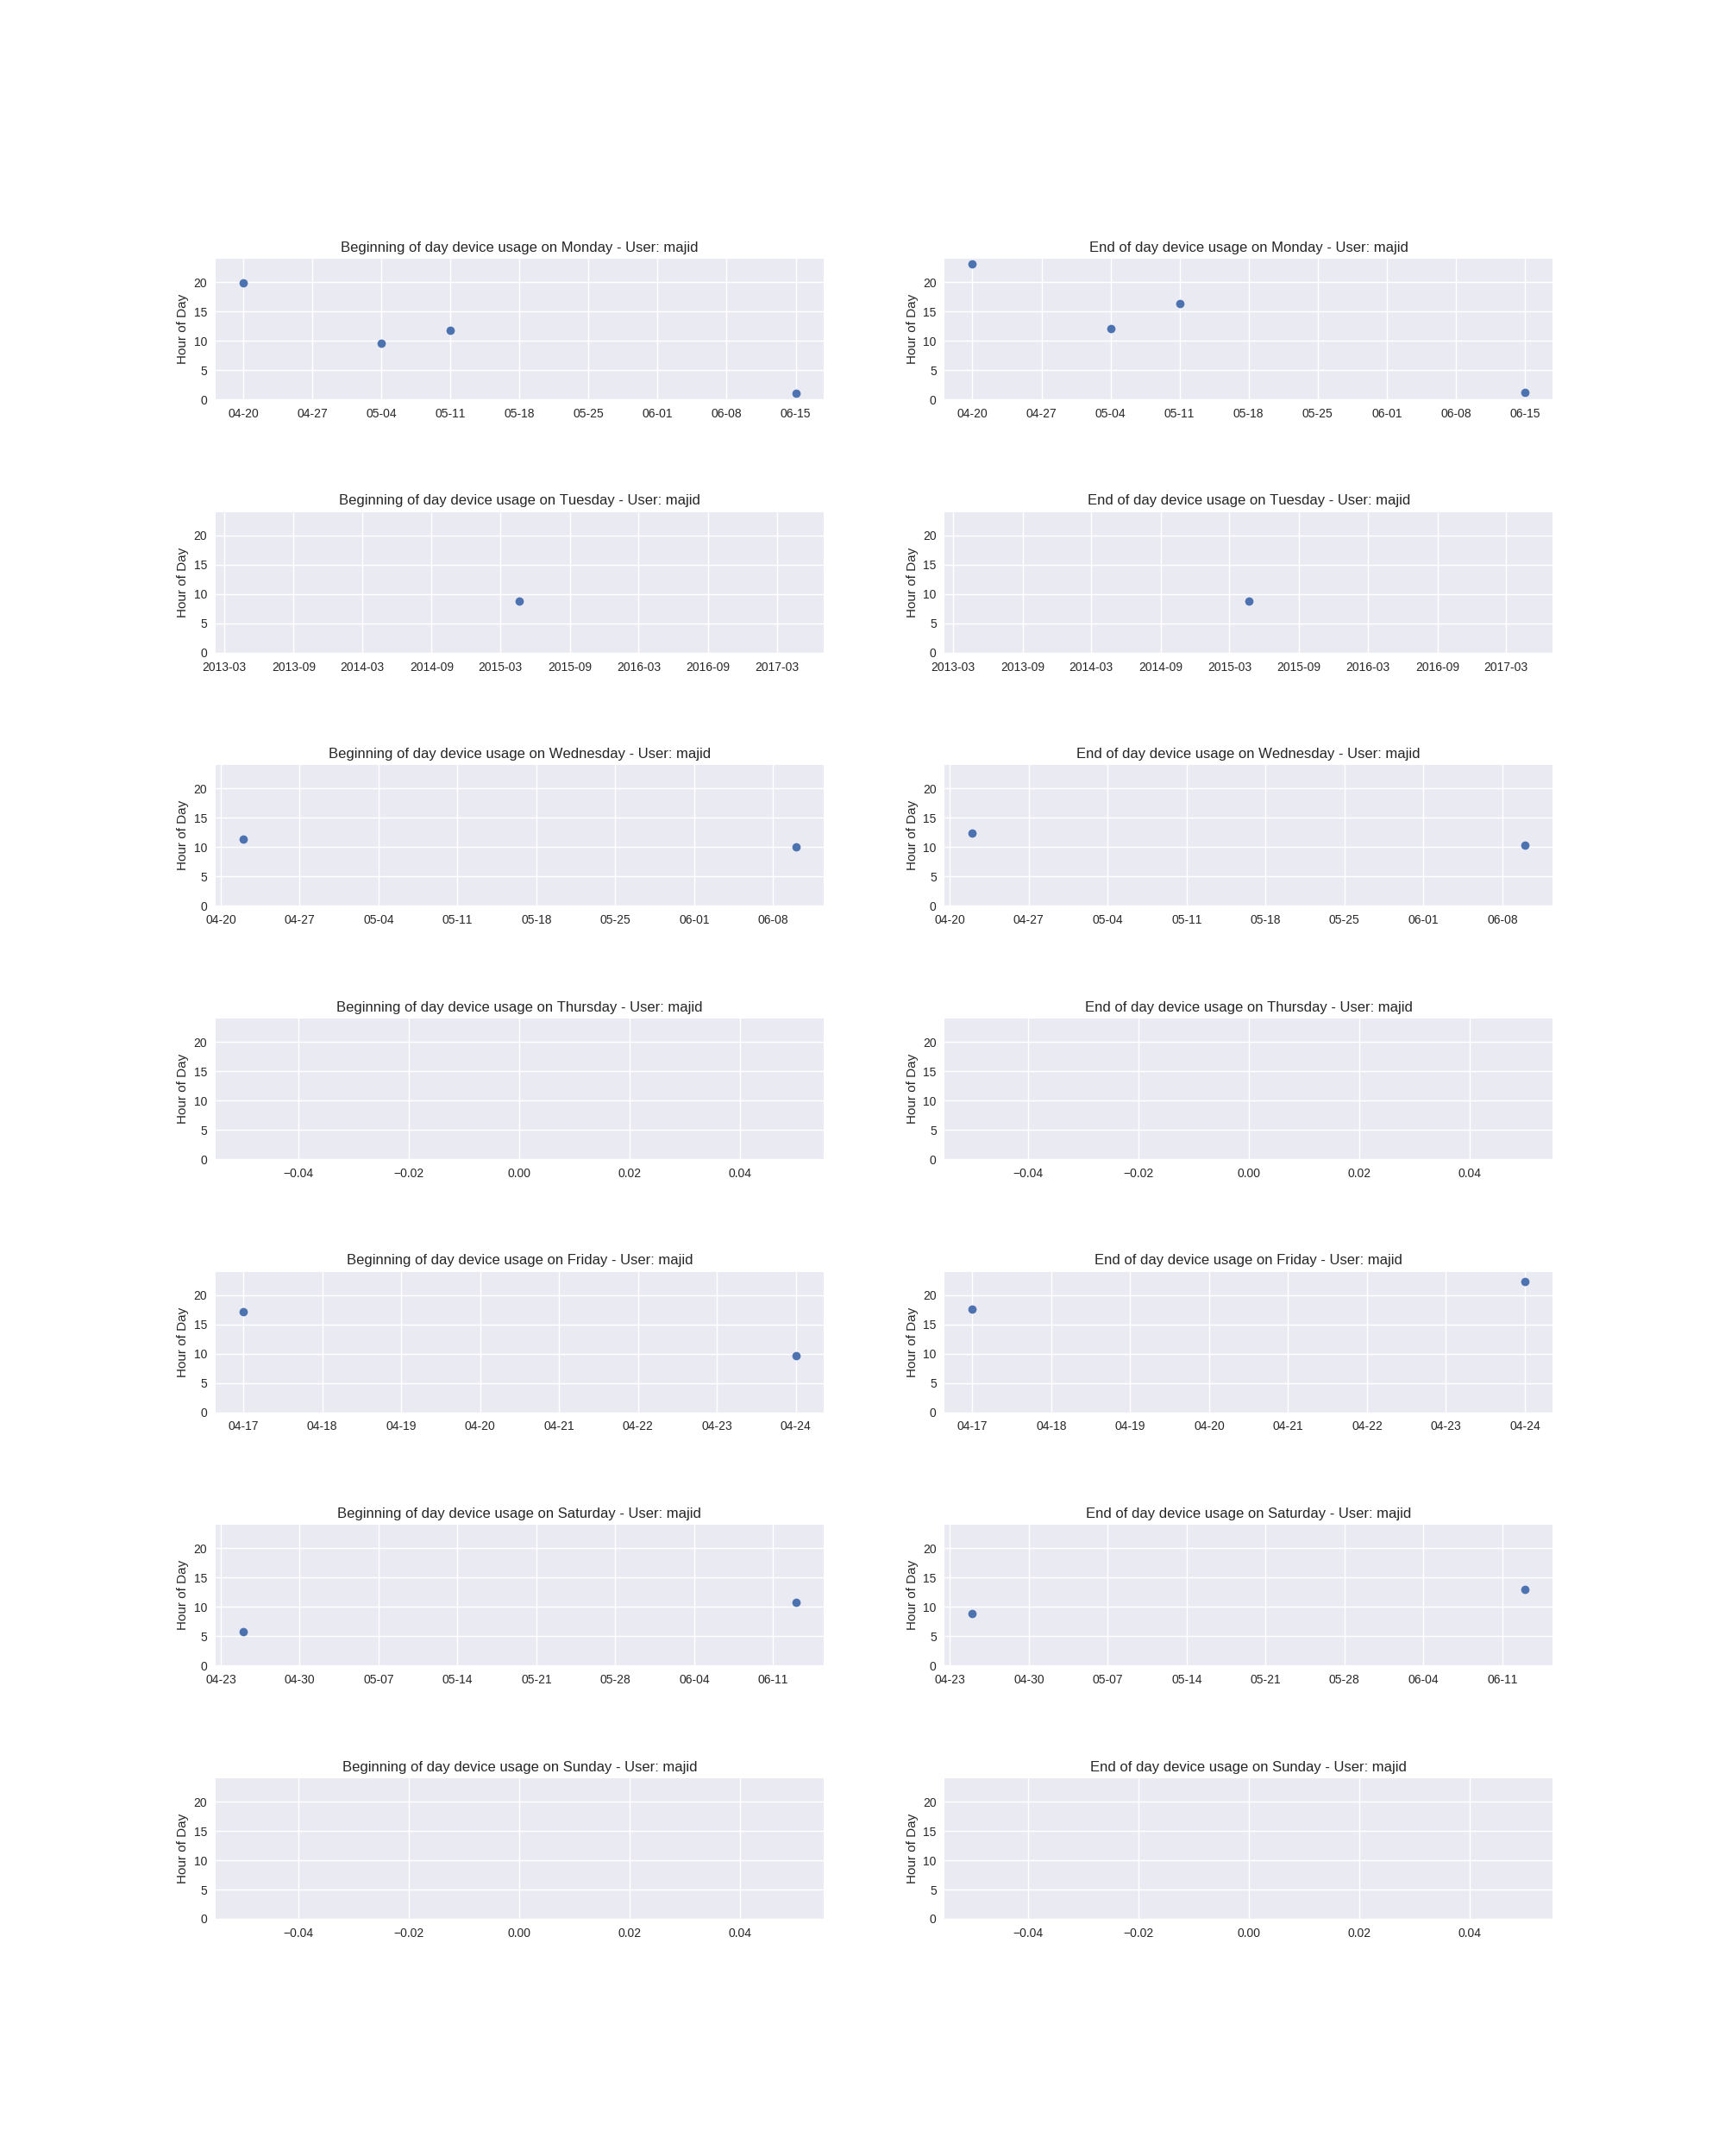 Beginning of day device usage on Monday - User: majid
Hour of Day
20
15
10
5
0
04-20 04-27 05-04 05-11 05-18 05-25 06-01 06-08 06-15
End of day device usage on Monday - User: majid
Hour of Day
20
15
10
5
0
04-20 04-27 05-04 05-11 05-18 05-25 06-01 06-08 06-15
Beginning of day device usage on Tuesday - User: majid
Hour of Day
20
15
10
5
0
2013-03 2013-09 2014-03 2014-09 2015-03 2015-09 2016-03 2016-09 2017-03
End of day device usage on Tuesday - User: majid
Hour of Day
20
15
10
5
0
2013-03 2013-09 2014-03 2014-09 2015-03 2015-09 2016-03 2016-09 2017-03
Beginning of day device usage on Wednesday - User: majid
Hour of Day
20
15
10
5
0
04-20 04-27 05-04 05-11 05-18 05-25 06-01 06-08
End of day device usage on Wednesday - User: majid
Hour of Day
20
15
10
5
0
04-20 04-27 05-04 05-11 05-18 05-25 06-01 06-08
Beginning of day device usage on Thursday - User: majid
Hour of Day
20
15
10
5
0
−0.04 −0.02 0.00 0.02 0.04
End of day device usage on Thursday - User: majid
Hour of Day
20
15
10
5
0
−0.04 −0.02 0.00 0.02 0.04
Beginning of day device usage on Friday - User: majid
Hour of Day
20
15
10
5
0
04-17 04-18 04-19 04-20 04-21 04-22 04-23 04-24
End of day device usage on Friday - User: majid
Hour of Day
20
15
10
5
0
04-17 04-18 04-19 04-20 04-21 04-22 04-23 04-24
Beginning of day device usage on Saturday - User: majid
Hour of Day
20
15
10
5
0
04-23 04-30 05-07 05-14 05-21 05-28 06-04 06-11
End of day device usage on Saturday - User: majid
Hour of Day
20
15
10
5
0
04-23 04-30 05-07 05-14 05-21 05-28 06-04 06-11
Beginning of day device usage on Sunday - User: majid
Hour of Day
20
15
10
5
0
−0.04 −0.02 0.00 0.02 0.04
End of day device usage on Sunday - User: majid
Hour of Day
20
15
10
5
0
−0.04 −0.02 0.00 0.02 0.04